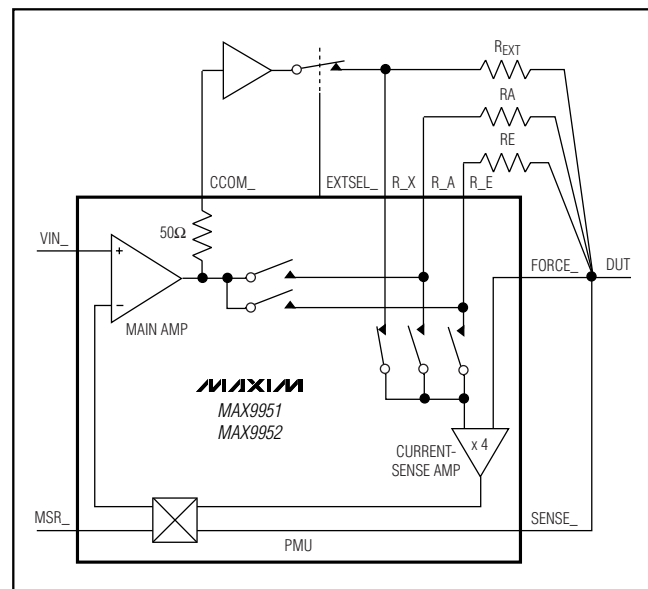 REXT
RA
RE
CCOM_
EXTSEL_
R_X
R_A
R_E
50Ω
VIN_
+
−
MAIN AMP
FORCE_
DUT
MAXIM
MAX9951
MAX9952
x 4
CURRENT-
SENSE AMP
MSR_
SENSE_
PMU